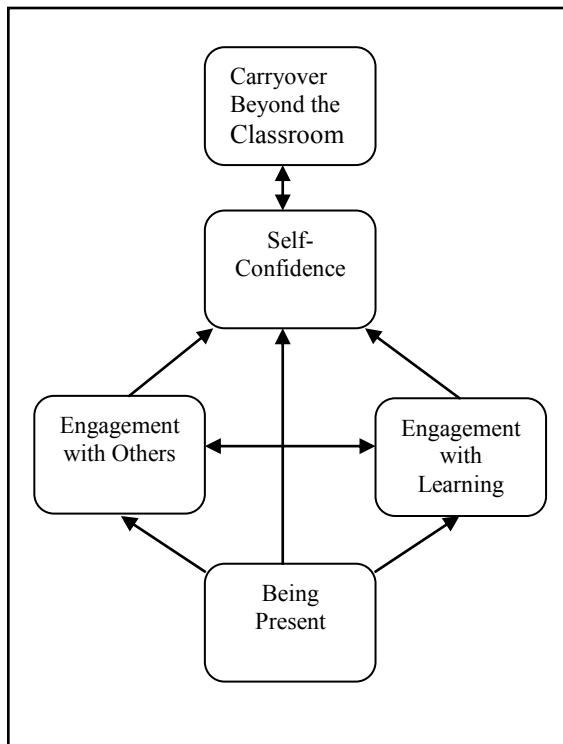 Carryover
Beyond the
Classroom
Self-
Confidence
Engagement
with Others
Engagement
with
Learning
Being
Present